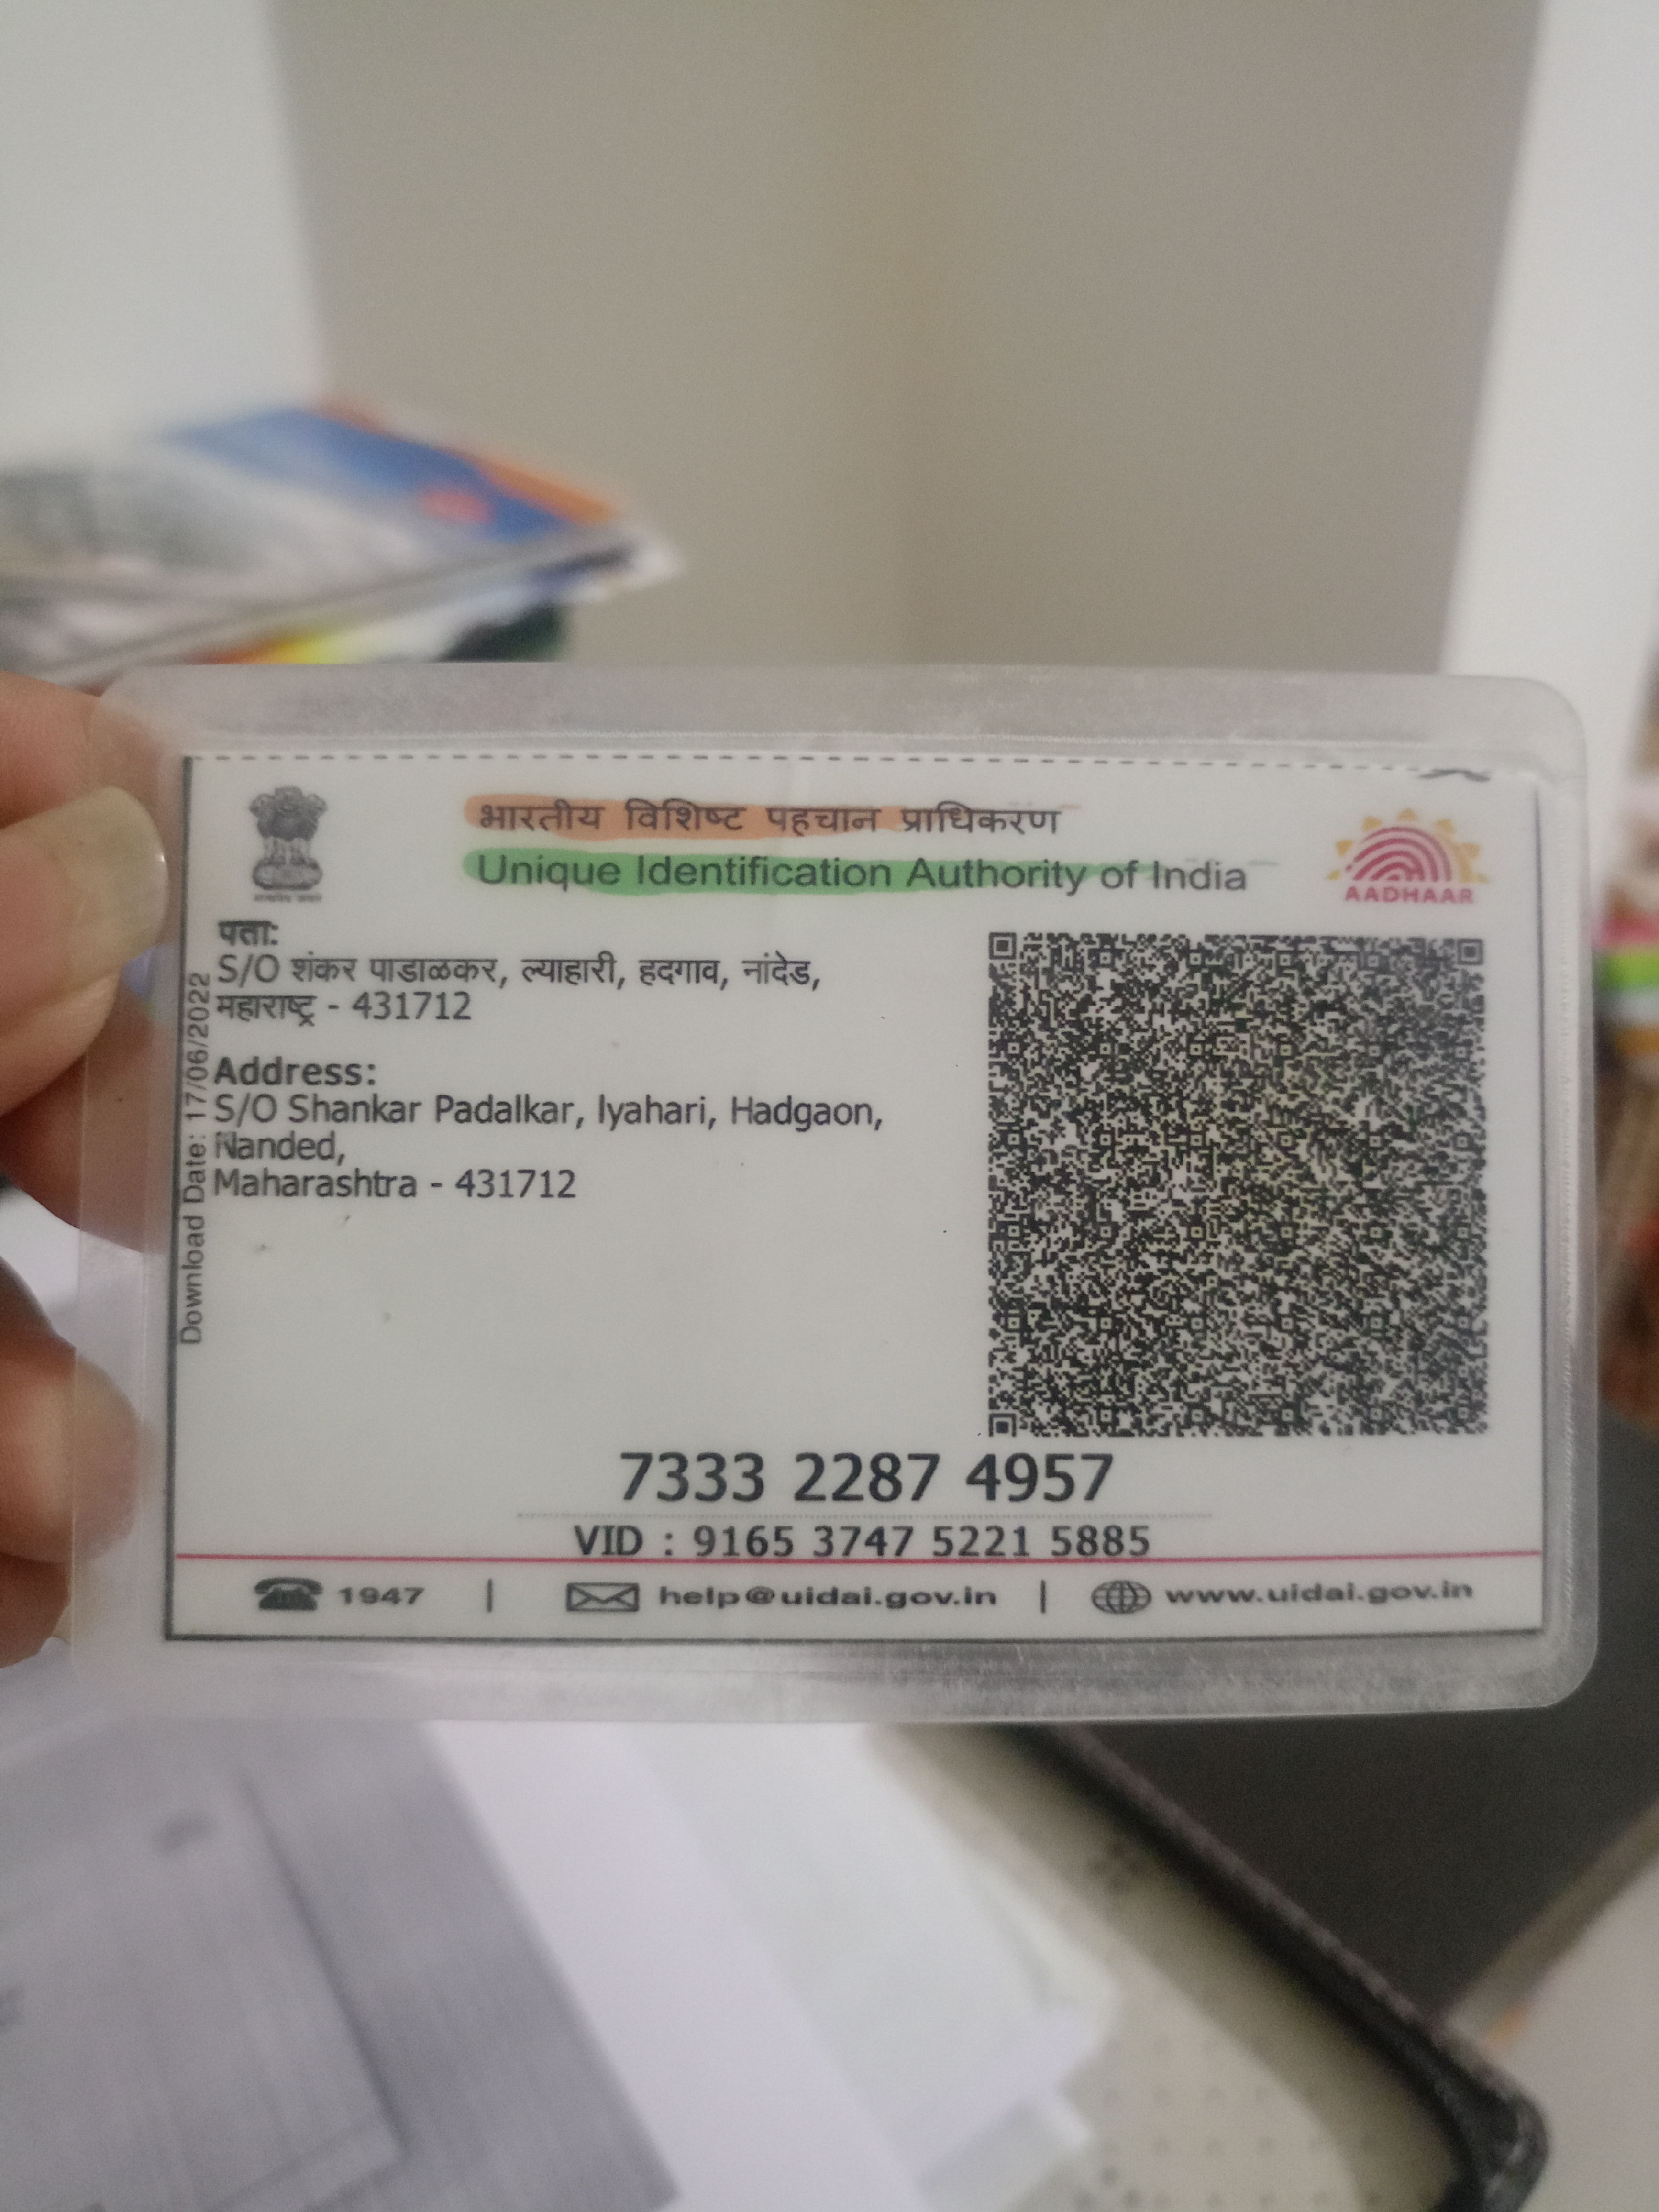 भारतीय विशिष्ट पहचान प्राधिकरण
Unique Identification Authority of India
AADHAAR
पता:
S/O शंकर पाडाळकर, ल्याहारी, हदगाव, नांदेड,
महाराष्ट्र - 431712
Address:
S/O Shankar Padalkar, lyahari, Hadgaon,
Nanded,
Maharashtra - 431712
Download Date: 17/06/2022
7333 2287 4957
VID : 9165 3747 5221 5885
1947 | help@uidai.gov.in | www.uidai.gov.in